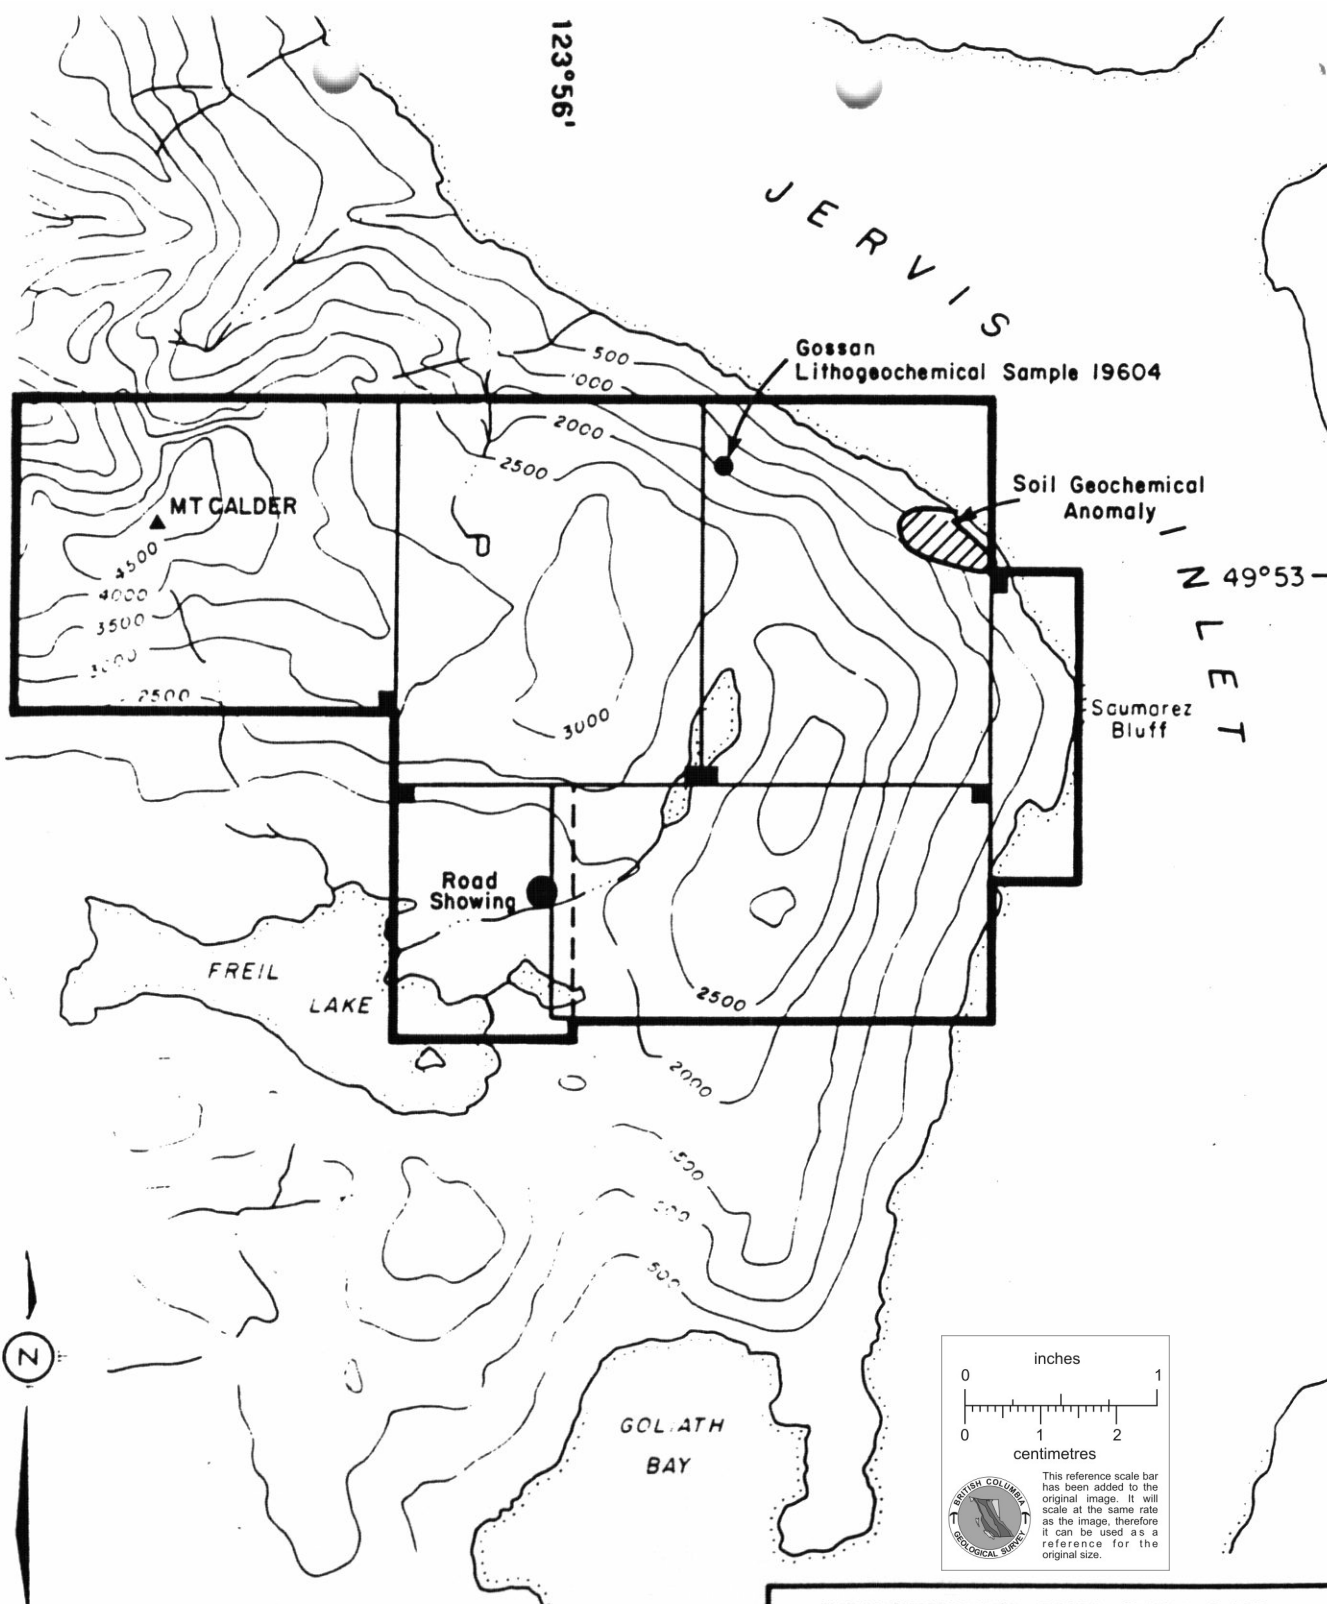 123°56'
JERVIS
INLET
Gossan
Lithogeochemical Sample 19604
500
1000
2000
2500
Soil Geochemical
Anomaly
MT CALDER
49°53
4500
4000
3500
3000
2500
3000
Saumarez
Bluff
Road
Showing
FREIL
LAKE
2500
2000
500
GOLIATH
BAY
N
inches
0 1
0 1 2
centimetres
This reference scale bar
has been added to the
original image. It will
scale at the same rate
as the image, therefore
it can be used as a
reference for the
original size.
BRITISH COLUMBIA
GEOLOGICAL SURVEY